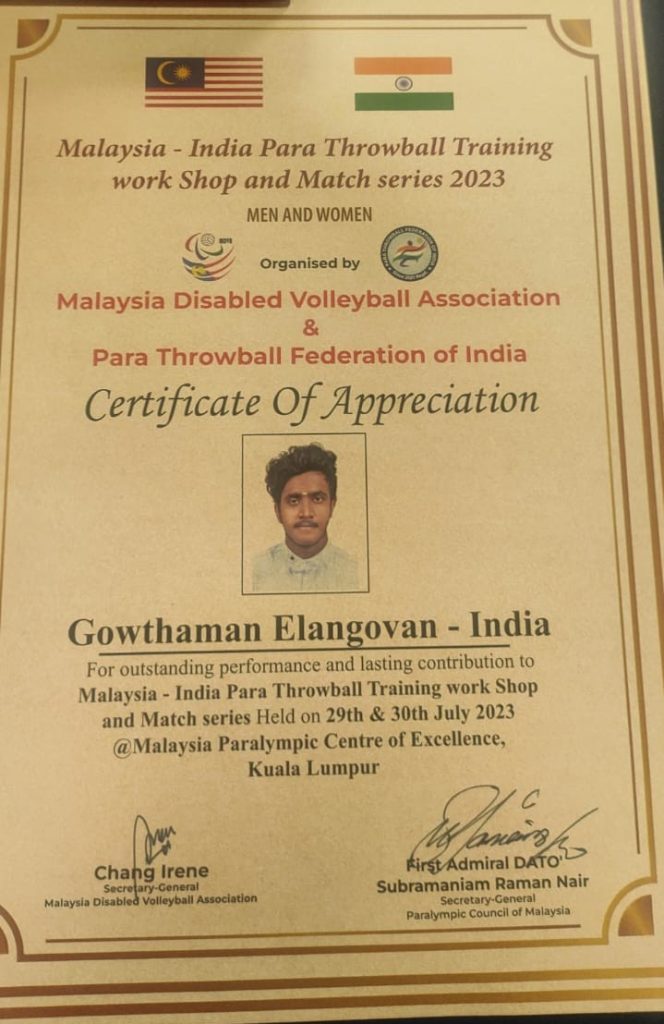 Malaysia - India Para Throwball Training
work Shop and Match series 2023
MEN AND WOMEN
Organised by
Malaysia Disabled Volleyball Association
&
Para Throwball Federation of India
Certificate Of Appreciation
Gowthaman Elangovan - India
For outstanding performance and lasting contribution to
Malaysia - India Para Throwball Training work Shop
and Match series Held on 29th & 30th July 2023
@Malaysia Paralympic Centre of Excellence,
Kuala Lumpur
Chang Irene
Secretary-General
Malaysia Disabled Volleyball Association
First Admiral DATO'
Subramaniam Raman Nair
Secretary-General
Paralympic Council of Malaysia